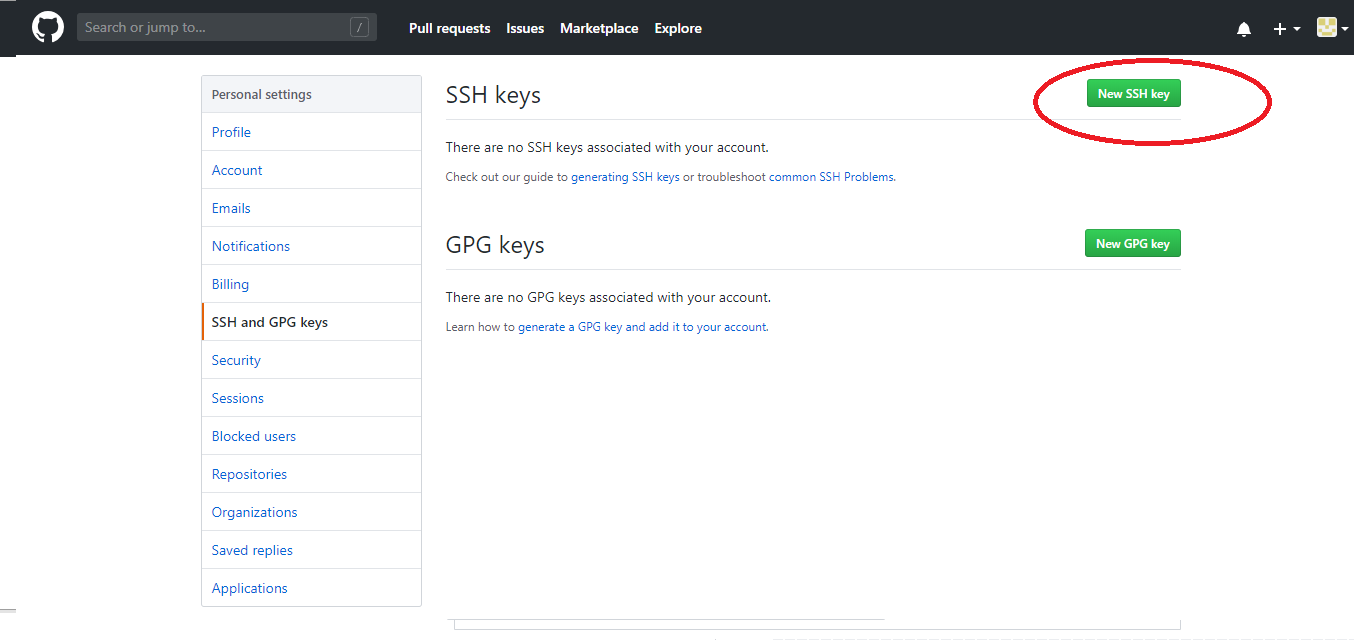 Search or jump to... /
Pull requests Issues Marketplace Explore
Personal settings
Profile
Account
Emails
Notifications
Billing
SSH and GPG keys
Security
Sessions
Blocked users
Repositories
Organizations
Saved replies
Applications
SSH keys
New SSH key
There are no SSH keys associated with your account.
Check out our guide to generating SSH keys or troubleshoot common SSH Problems.
GPG keys
New GPG key
There are no GPG keys associated with your account.
Learn how to generate a GPG key and add it to your account.